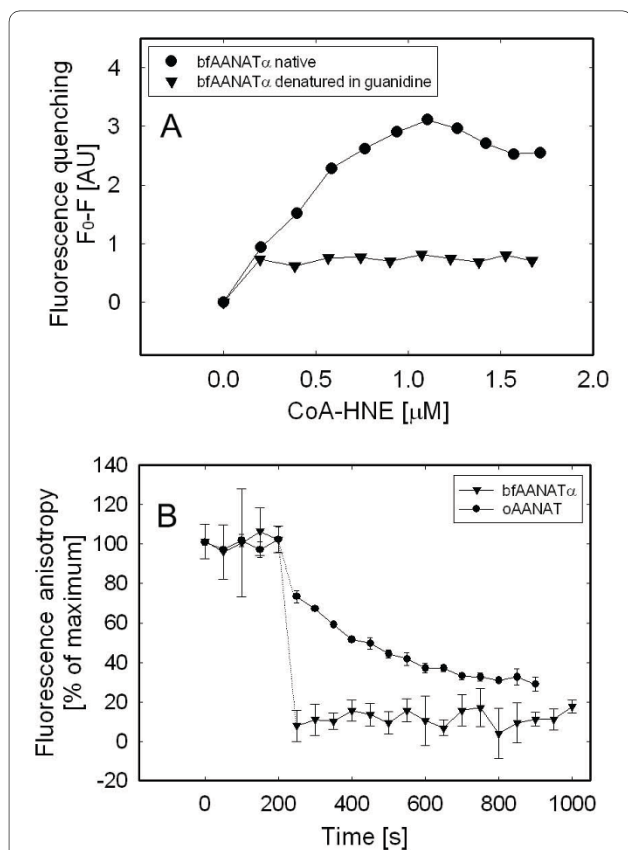 bfAANATα native
bfAANATα denatured in guanidine
A
Fluorescence quenching
F₀-F [AU]
4
3
2
1
0
0.0 0.5 1.0 1.5 2.0
CoA-HNE [μM]
bfAANATα
oAANAT
B
Fluorescence anisotropy
[% of maximum]
140
120
100
80
60
40
20
0
-20
0 200 400 600 800 1000
Time [s]